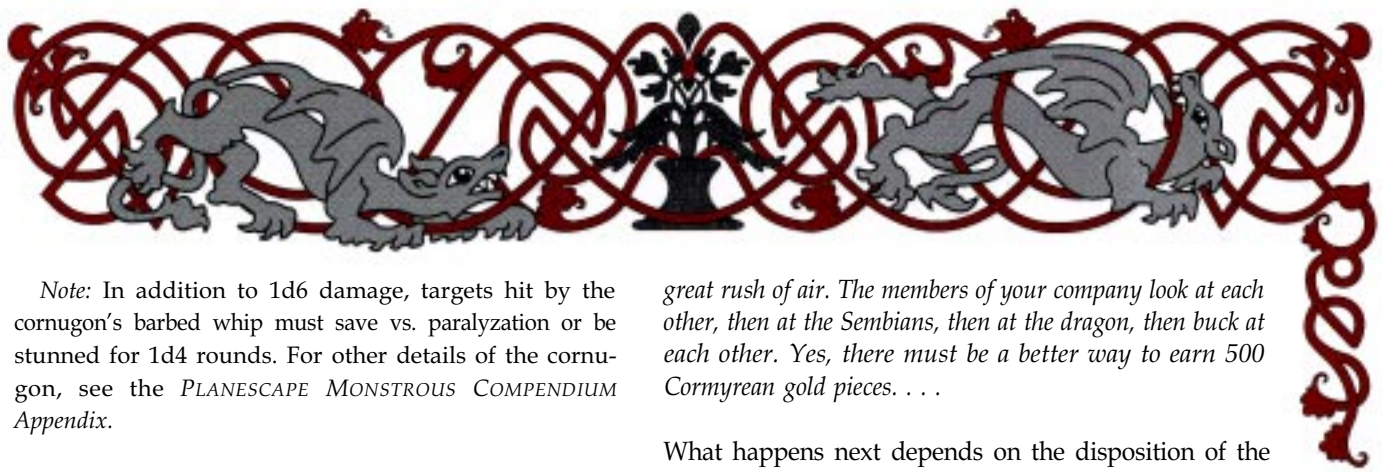 Note: In addition to 1d6 damage, targets hit by the
cornugon's barbed whip must save vs. paralyzation or be
stunned for 1d4 rounds. For other details of the cornu-
gon, see the PLANESCAPE MONSTROUS COMPENDIUM
Appendix.
great rush of air. The members of your company look at each
other, then at the Sembians, then at the dragon, then buck at
each other. Yes, there must be a better way to earn 500
Cormyrean gold pieces. . . .
What happens next depends on the disposition of the